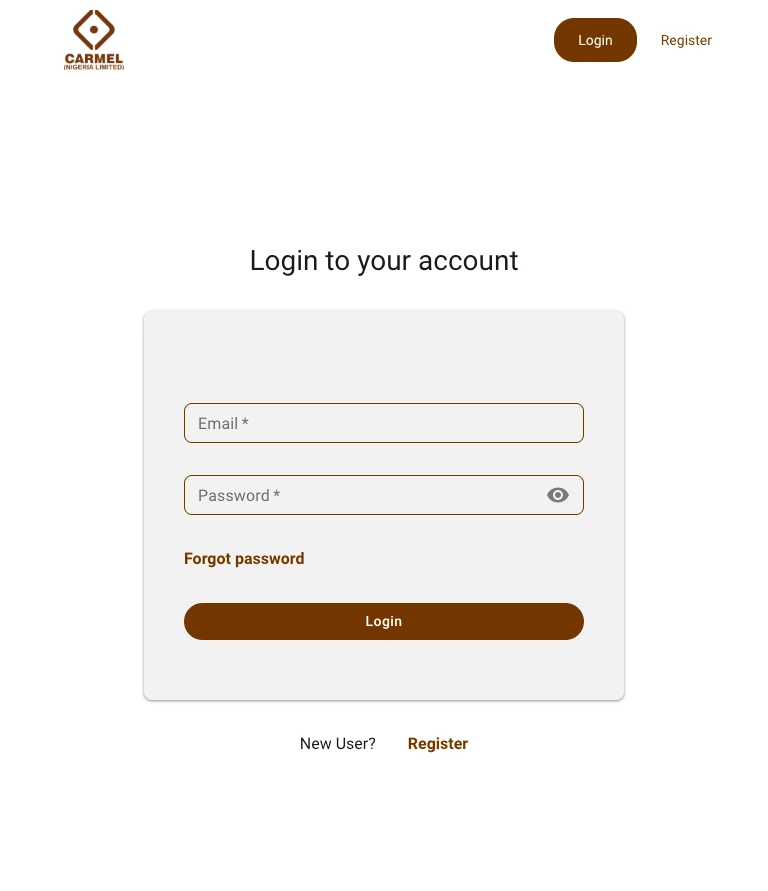 CARMEL
(NIGERIA LIMITED)
Login
Register
Login to your account
Email *
Password *
Forgot password
Login
New User? Register